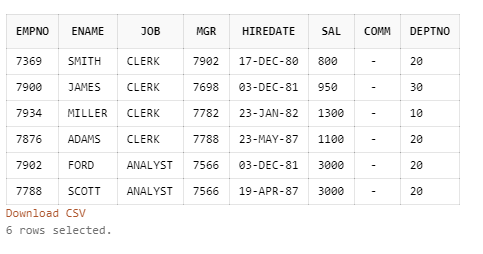 EMPNO ENAME JOB MGR HIREDATE SAL COMM DEPTNO
7369 SMITH CLERK 7902 17-DEC-80 800 - 20
7900 JAMES CLERK 7698 03-DEC-81 950 - 30
7934 MILLER CLERK 7782 23-JAN-82 1300 - 10
7876 ADAMS CLERK 7788 23-MAY-87 1100 - 20
7902 FORD ANALYST 7566 03-DEC-81 3000 - 20
7788 SCOTT ANALYST 7566 19-APR-87 3000 - 20
Download CSV
6 rows selected.